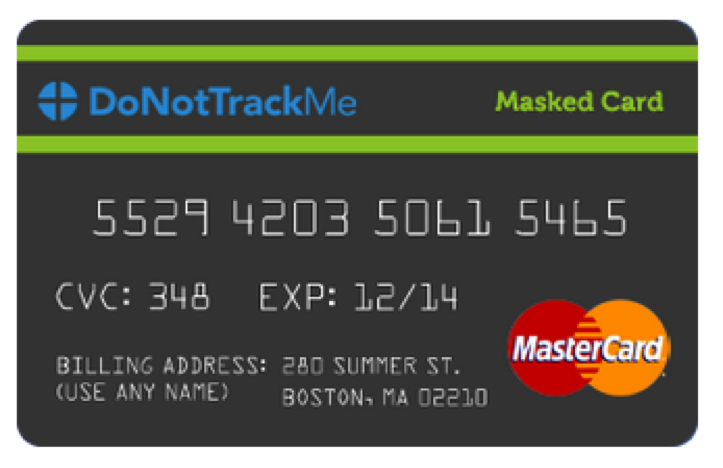 DoNotTrackMe Masked Card
5529 4203 5061 5465
CVC: 348 EXP: 12/14
MasterCard
BILLING ADDRESS: 280 SUMMER ST.
(USE ANY NAME) BOSTON, MA 02210